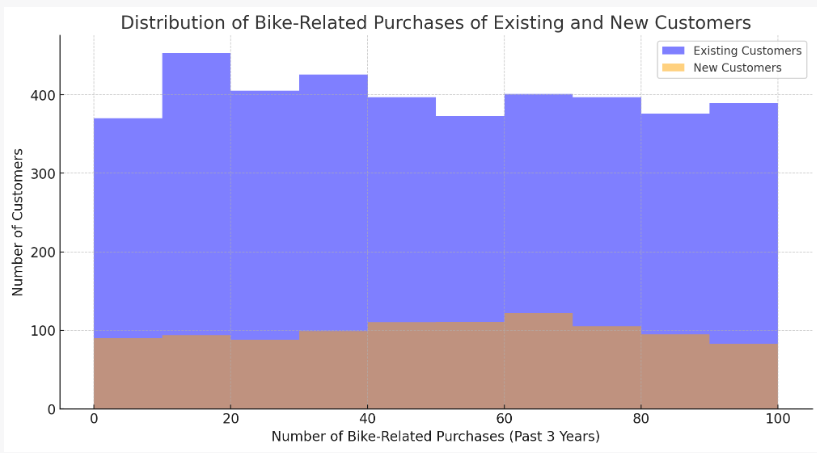 Distribution of Bike-Related Purchases of Existing and New Customers
Existing Customers
New Customers
Number of Customers
400
300
200
100
0
0 20 40 60 80 100
Number of Bike-Related Purchases (Past 3 Years)